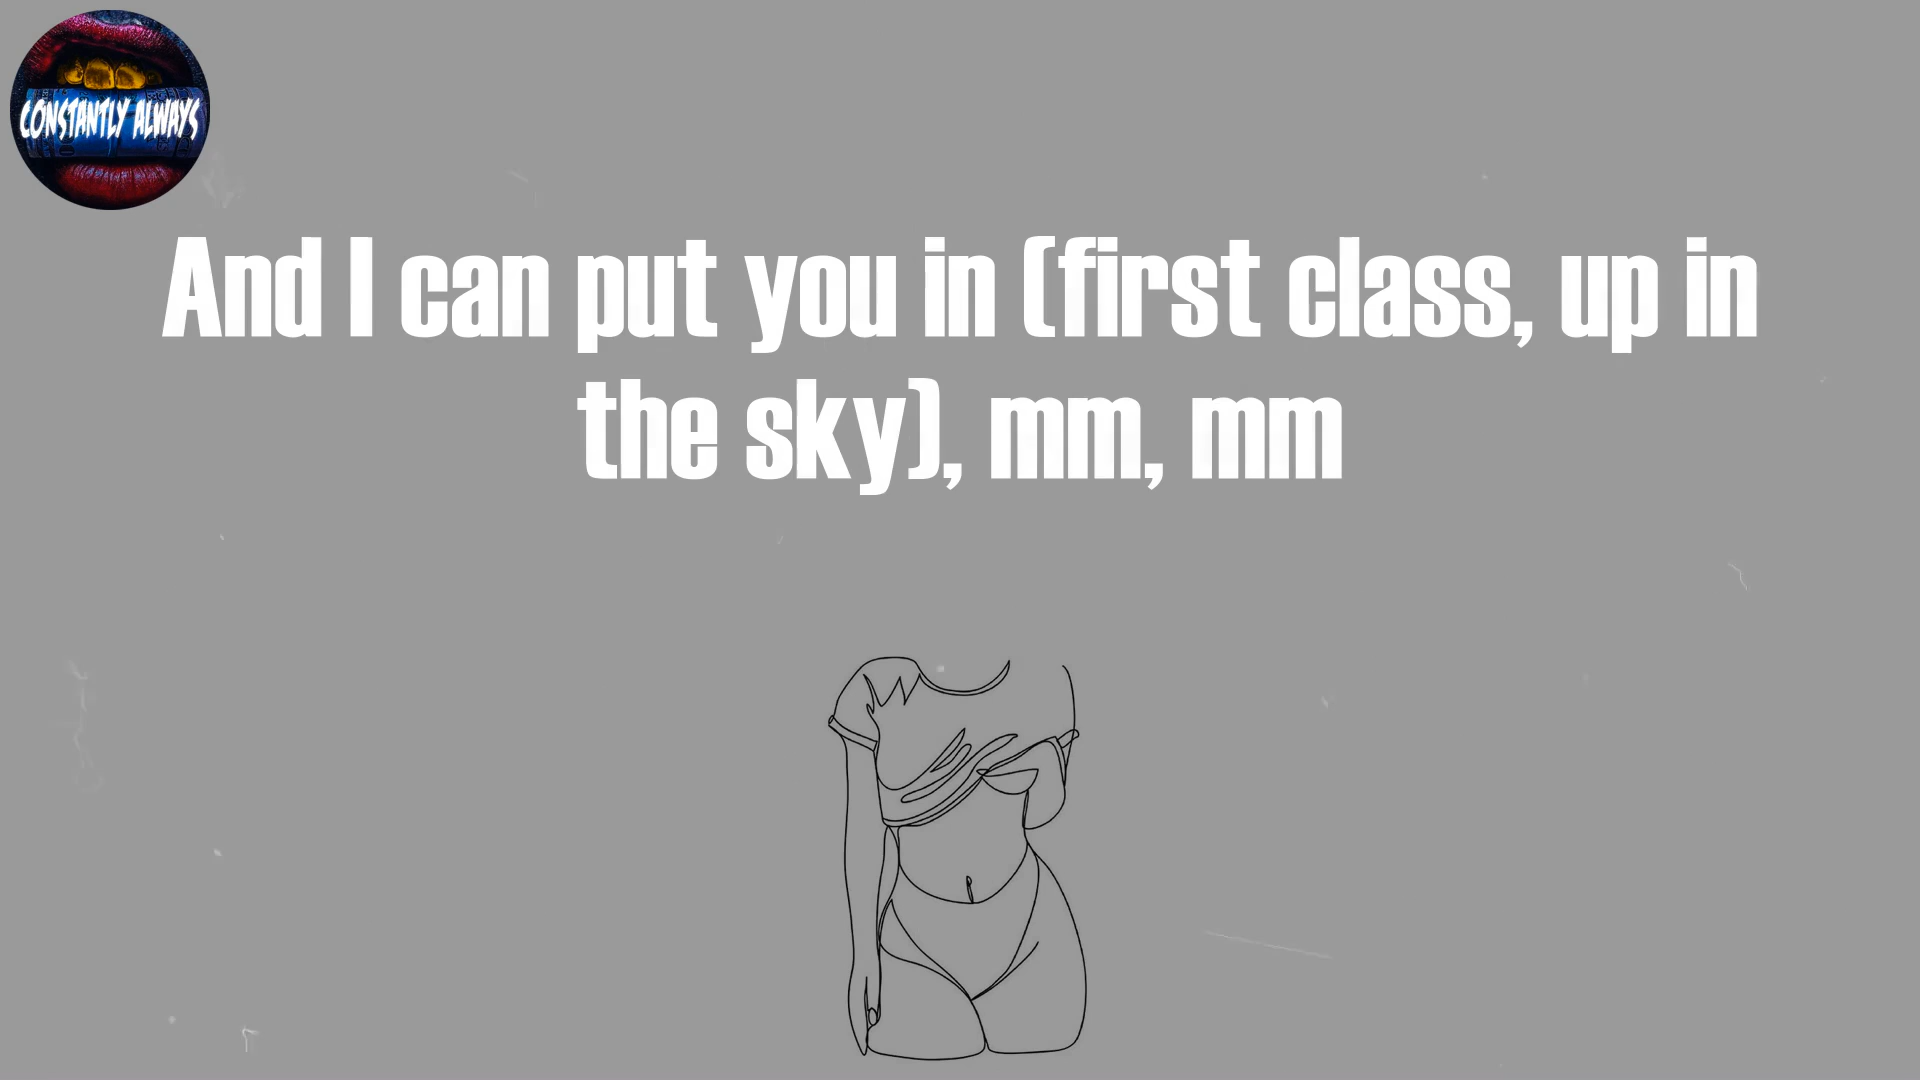 CONSTANTLY ALWAYS
And I can put you in (first class, up in
the sky), mm, mm